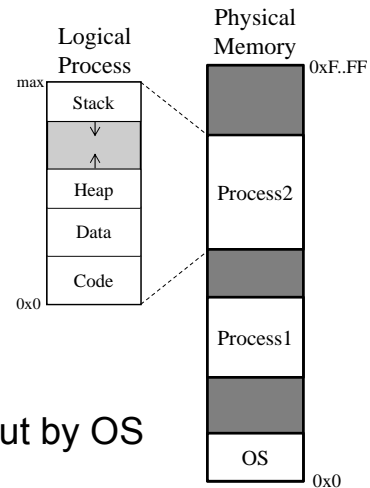 Logical
Process
max
Stack
Heap
Data
Code
0x0
Physical
Memory
0xF..FF
Process2
Process1
OS
0x0
ut by OS